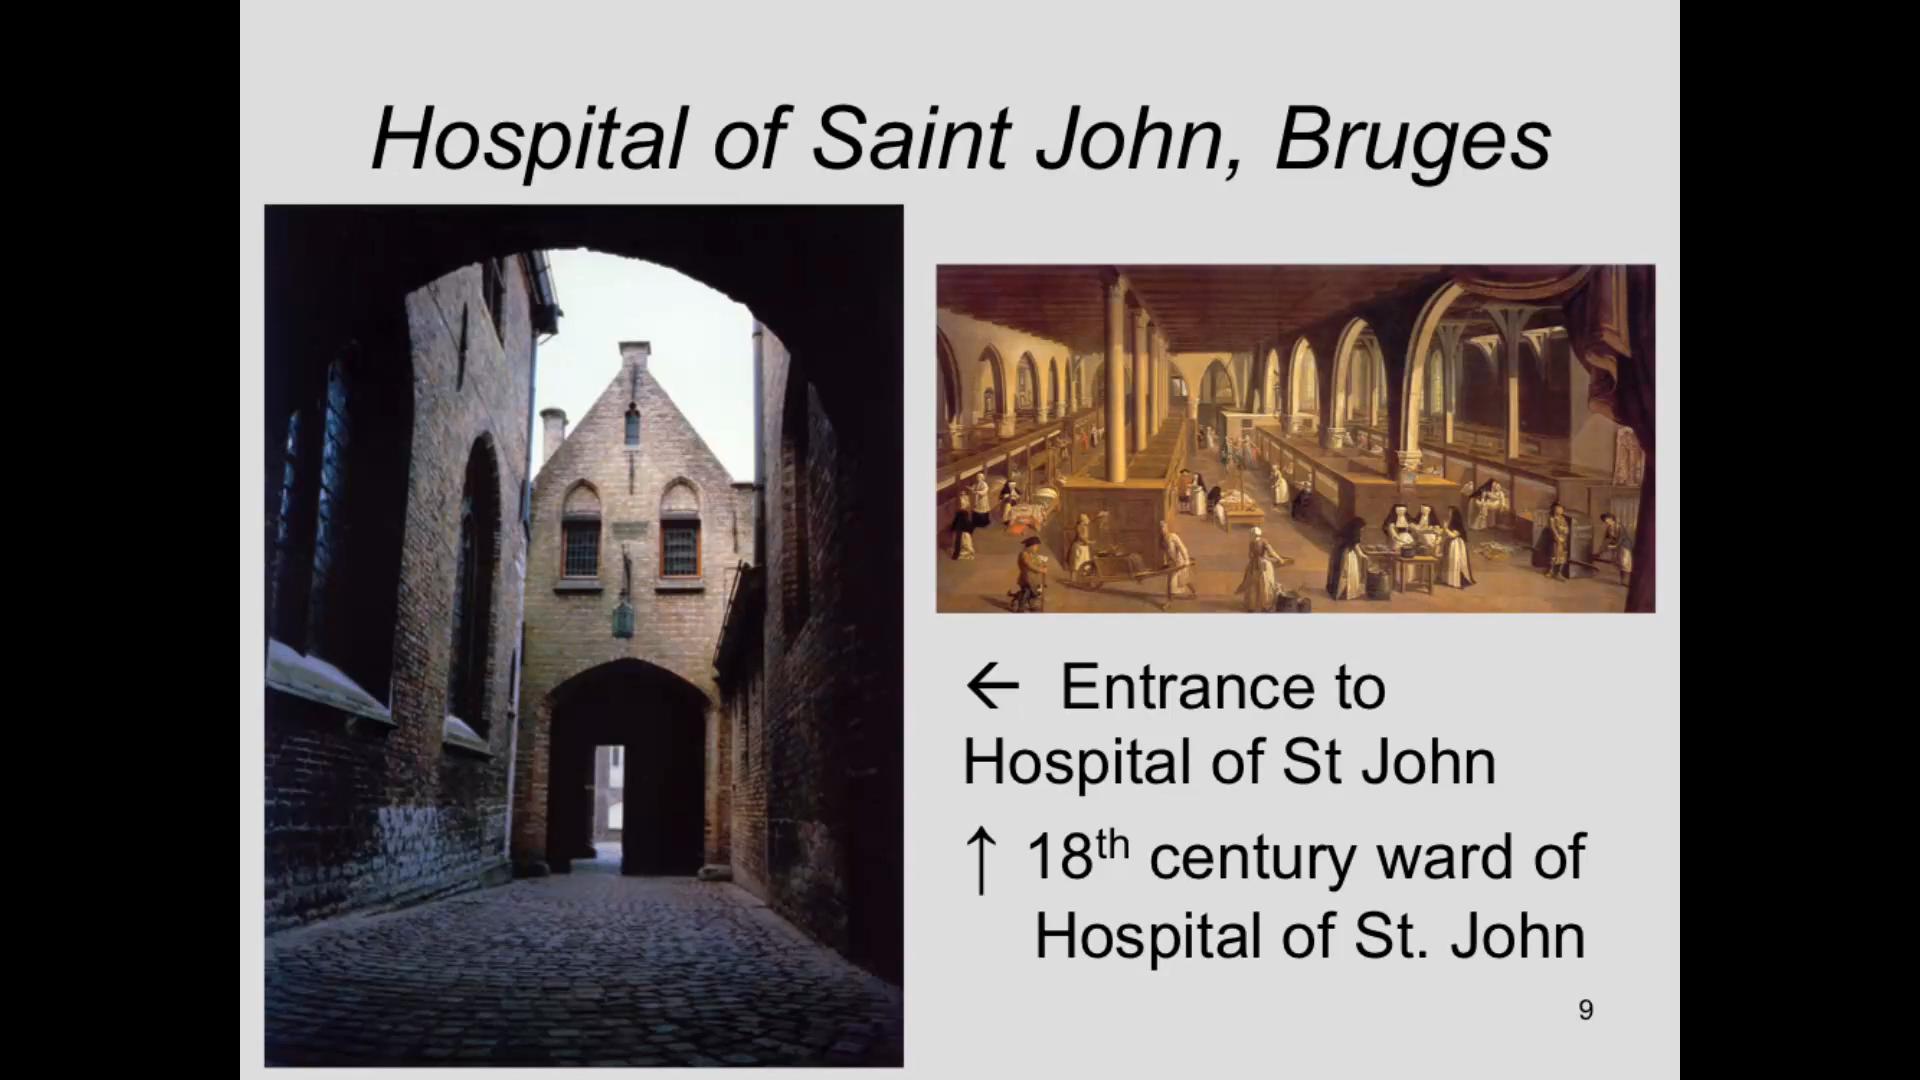 Hospital of Saint John, Bruges
← Entrance to
Hospital of St John
↑ 18th century ward of
Hospital of St. John
9